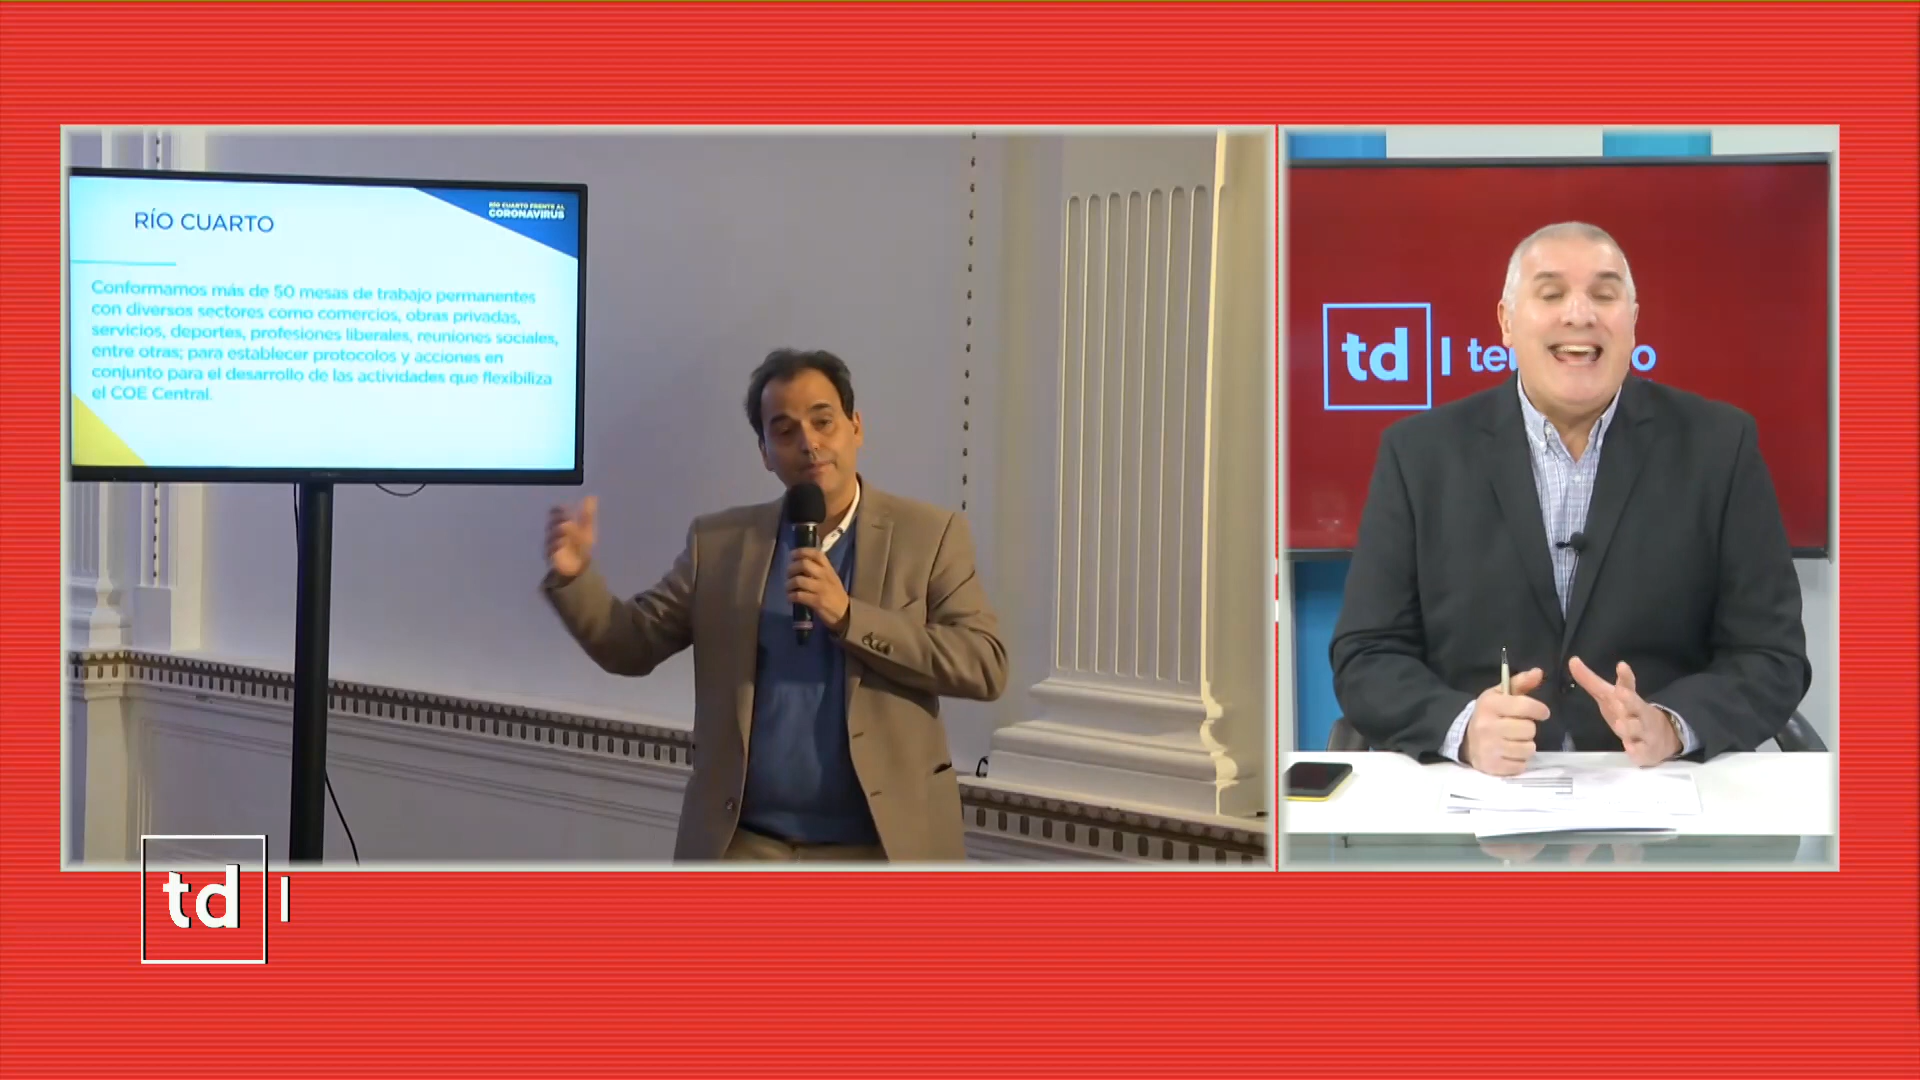 RÍO CUARTO
RÍO CUARTO FRENTE AL
CORONAVIRUS
Conformamos más de 50 mesas de trabajo permanentes
con diversos sectores como comercios, obras privadas,
servicios, deportes, profesiones liberales, reuniones sociales,
entre otras; para establecer protocolos y acciones en
conjunto para el desarrollo de las actividades que flexibiliza
el COE Central.
td |
td |